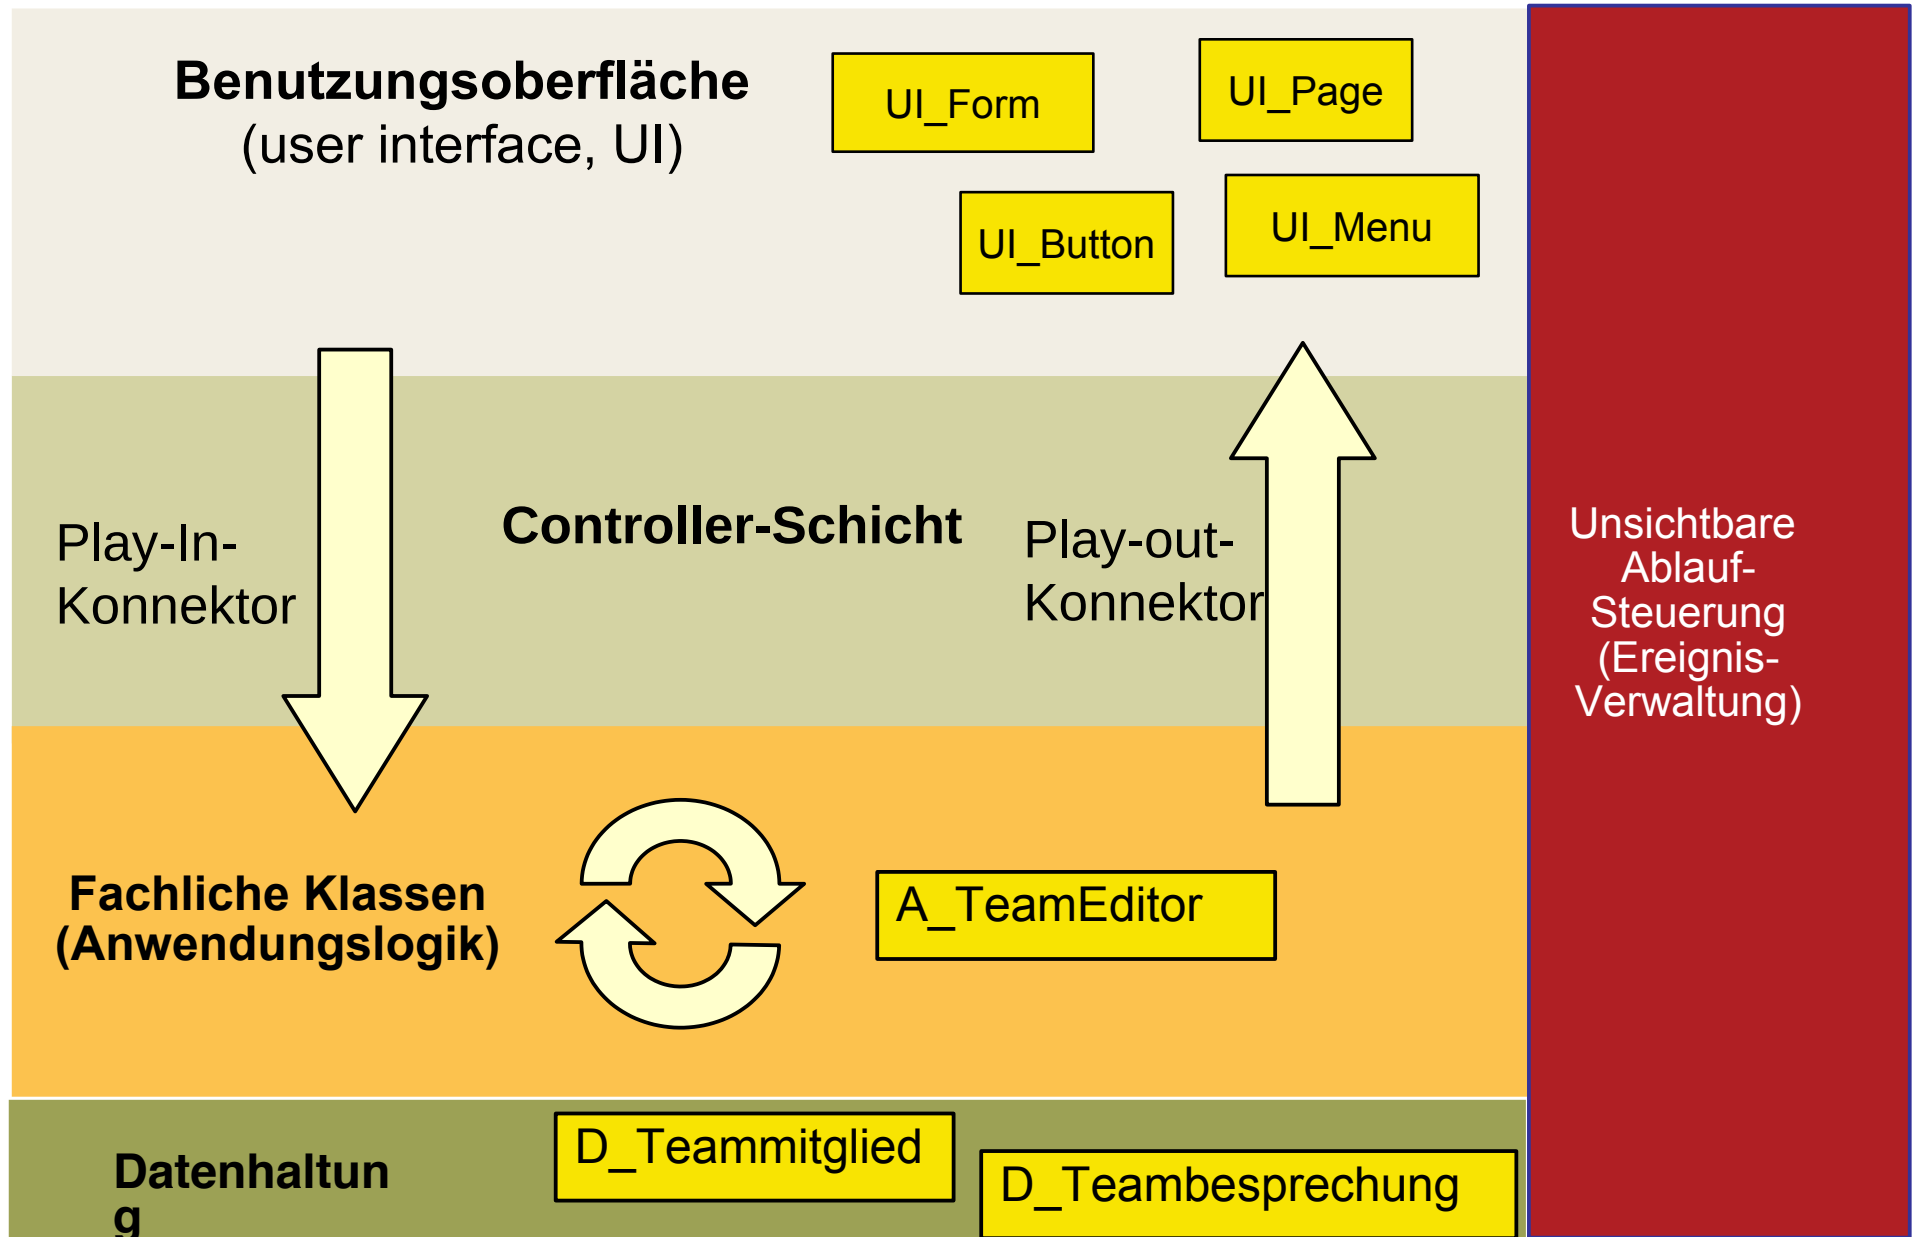 Benutzungsoberfläche
(user interface, UI)
UI_Form
UI_Page
UI_Button
UI_Menu
Play-In-
Konnektor
Controller-Schicht
Play-out-
Konnektor
Unsichtbare
Ablauf-
Steuerung
(Ereignis-
Verwaltung)
Fachliche Klassen
(Anwendungslogik)
A_TeamEditor
Datenhaltun
g
D_Teammitglied
D_Teambesprechung